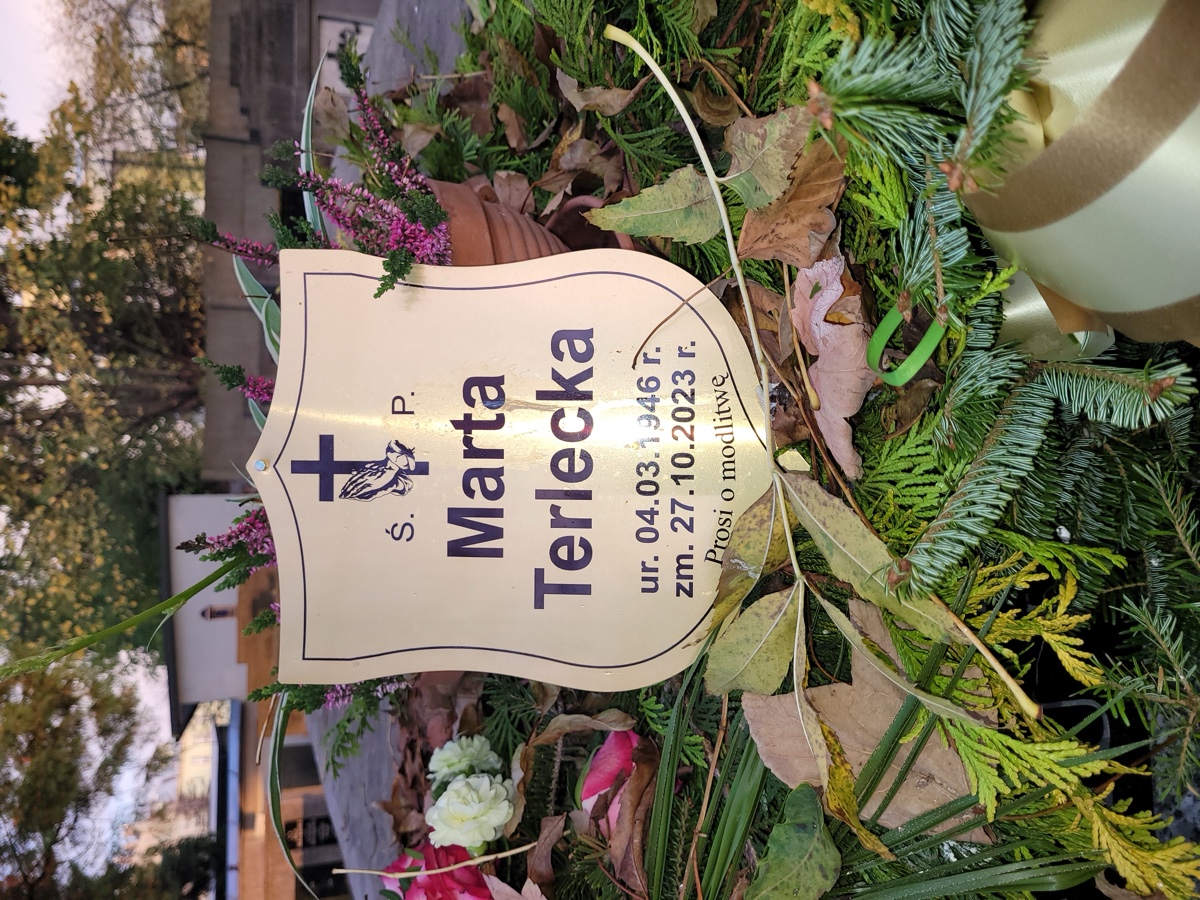 Ś. P.
Marta
Terlecka
ur. 04.03.1946 r.
zm. 27.10.2023 r.
Prosi o modlitwę